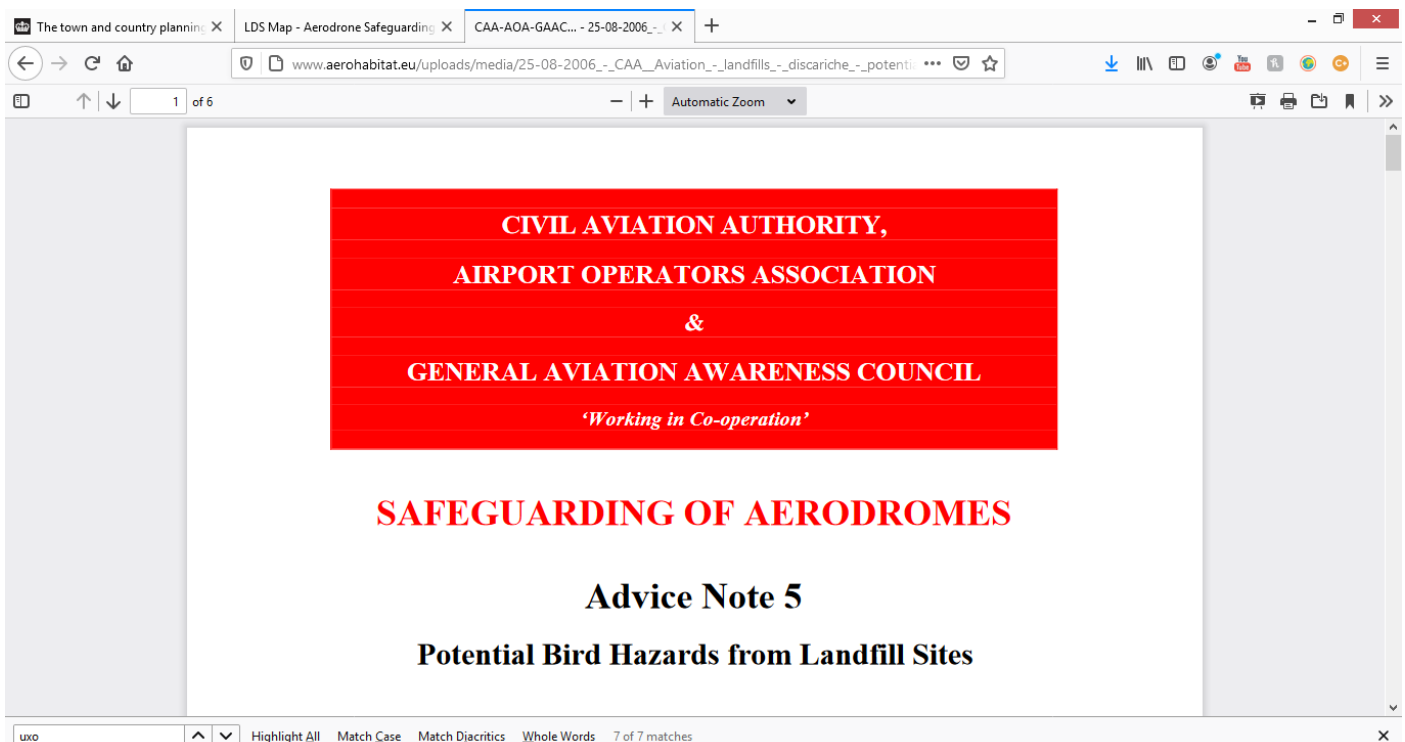 The town and country planning
LDS Map - Aerodrone Safeguarding
CAA-AOA-GAAC... - 25-08-2006_-_
www.aerohabitat.eu/uploads/media/25-08-2006_-_CAA__Aviation_-_landfills_-_discariche_-_potenti
1 of 6
Automatic Zoom
CIVIL AVIATION AUTHORITY,
AIRPORT OPERATORS ASSOCIATION
&
GENERAL AVIATION AWARENESS COUNCIL
‘Working in Co-operation’
SAFEGUARDING OF AERODROMES
Advice Note 5
Potential Bird Hazards from Landfill Sites
uxo
Highlight All Match Case Match Diacritics Whole Words 7 of 7 matches